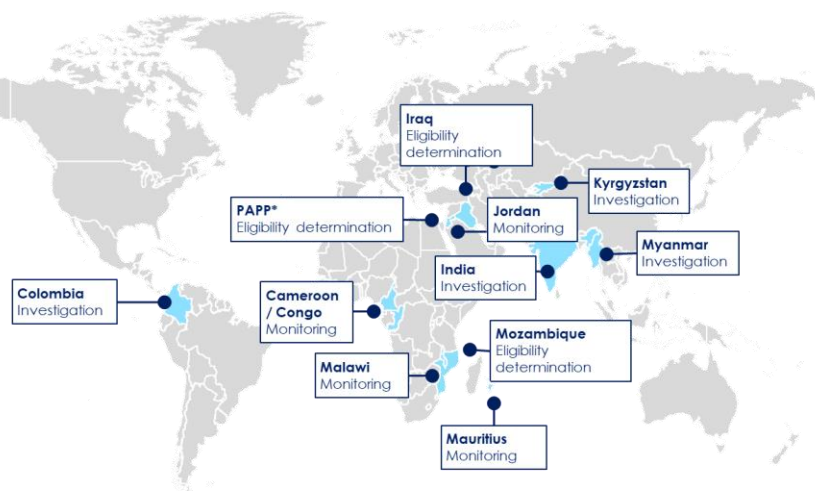 Iraq
Eligibility
determination
Kyrgyzstan
Investigation
PAPP*
Eligibility determination
Jordan
Monitoring
Myanmar
Investigation
India
Investigation
Colombia
Investigation
Cameroon
/ Congo
Monitoring
Mozambique
Eligibility
determination
Malawi
Monitoring
Mauritius
Monitoring